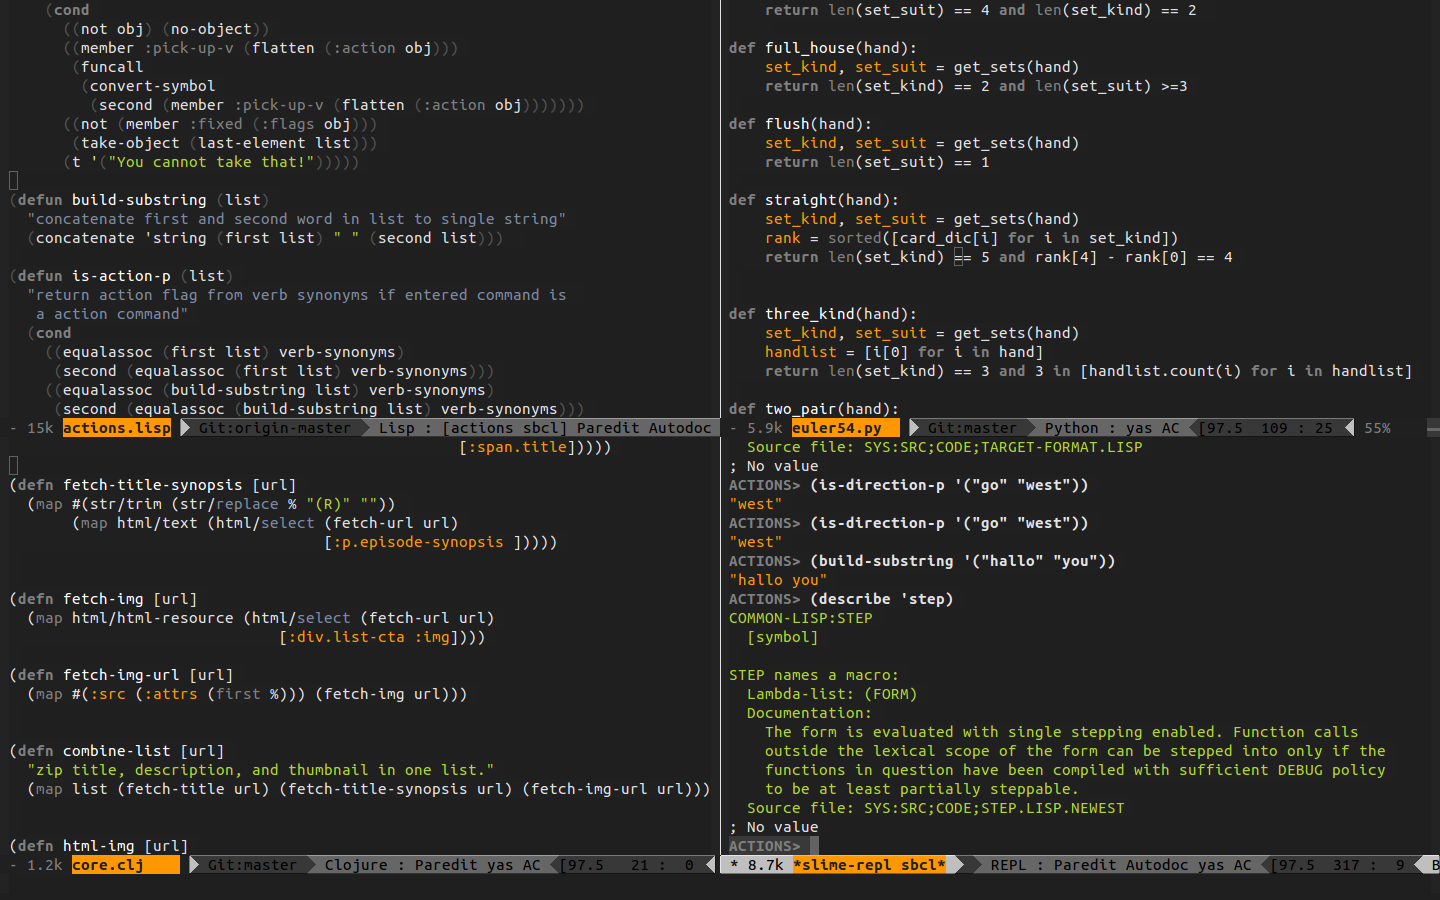 (cond
((not obj) (no-object))
((member :pick-up-v (flatten (:action obj)))
(funcall
(convert-symbol
(second (member :pick-up-v (flatten (:action obj)))))))
((not (member :fixed (:flags obj)))
(take-object (last-element list)))
(t '("You cannot take that!")))))
(defun build-substring (list)
"concatenate first and second word in list to single string"
(concatenate 'string (first list) " " (second list)))
(defun is-action-p (list)
"return action flag from verb synonyms if entered command is
a action command"
(cond
((equalassoc (first list) verb-synonyms)
(second (equalassoc (first list) verb-synonyms)))
((equalassoc (build-substring list) verb-synonyms)
(second (equalassoc (build-substring list) verb-synonyms)))
- 15k actions.lisp Git:origin-master Lisp : [actions sbcl] Paredit Autodoc
return len(set_suit) == 4 and len(set_kind) == 2
def full_house(hand):
set_kind, set_suit = get_sets(hand)
return len(set_kind) == 2 and len(set_suit) >=3
def flush(hand):
set_kind, set_suit = get_sets(hand)
return len(set_suit) == 1
def straight(hand):
set_kind, set_suit = get_sets(hand)
rank = sorted([card_dic[i] for i in set_kind])
return len(set_kind) == 5 and rank[4] - rank[0] == 4
def three_kind(hand):
set_kind, set_suit = get_sets(hand)
handlist = [i[0] for i in hand]
return len(set_kind) == 3 and 3 in [handlist.count(i) for i in handlist]
def two_pair(hand):
- 5.9k euler54.py Git:master Python : yas AC [97.5 109 : 25 55%
[:span.title]))))
(defn fetch-title-synopsis [url]
(map #(str/trim (str/replace % "(R)" ""))
(map html/text (html/select (fetch-url url)
[:p.episode-synopsis ]))))
(defn fetch-img [url]
(map html/html-resource (html/select (fetch-url url)
[:div.list-cta :img])))
(defn fetch-img-url [url]
(map #(:src (:attrs (first %))) (fetch-img url)))
(defn combine-list [url]
"zip title, description, and thumbnail in one list."
(map list (fetch-title url) (fetch-title-synopsis url) (fetch-img-url url)))
(defn html-img [url]
- 1.2k core.clj Git:master Clojure : Paredit yas AC [97.5 21 : 0
Source file: SYS:SRC;CODE;TARGET-FORMAT.LISP
; No value
ACTIONS> (is-direction-p '("go" "west"))
"west"
ACTIONS> (is-direction-p '("go" "west"))
"west"
ACTIONS> (build-substring '("hallo" "you"))
"hallo you"
ACTIONS> (describe 'step)
COMMON-LISP:STEP
[symbol]
STEP names a macro:
Lambda-list: (FORM)
Documentation:
The form is evaluated with single stepping enabled. Function calls
outside the lexical scope of the form can be stepped into only if the
functions in question have been compiled with sufficient DEBUG policy
to be at least partially steppable.
Source file: SYS:SRC;CODE;STEP.LISP.NEWEST
; No value
ACTIONS>
* 8.7k *slime-repl sbcl* REPL : Paredit Autodoc yas AC [97.5 317 : 9 B